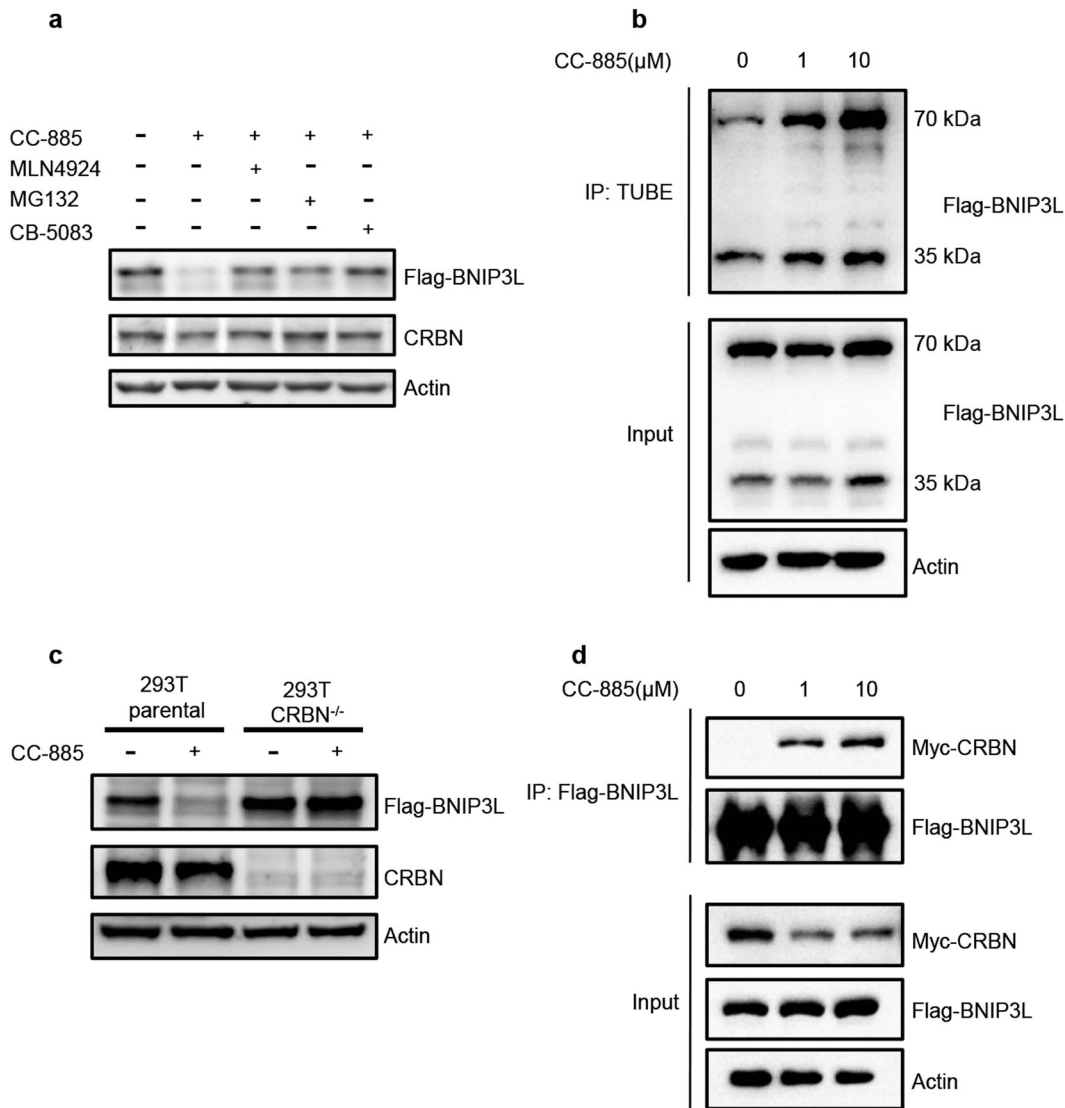 a
CC-885 - + + + +
MLN4924 - - + - -
MG132 - - - + -
CB-5083 - - - - +
Flag-BNIP3L
CRBN
Actin
b
CC-885(μM) 0 1 10
70 kDa
IP: TUBE
Flag-BNIP3L
35 kDa
70 kDa
Flag-BNIP3L
Input
35 kDa
Actin
c
293T parental
293T CRBN-/-
CC-885 - + - +
Flag-BNIP3L
CRBN
Actin
d
CC-885(μM) 0 1 10
Myc-CRBN
IP: Flag-BNIP3L
Flag-BNIP3L
Myc-CRBN
Input
Flag-BNIP3L
Actin